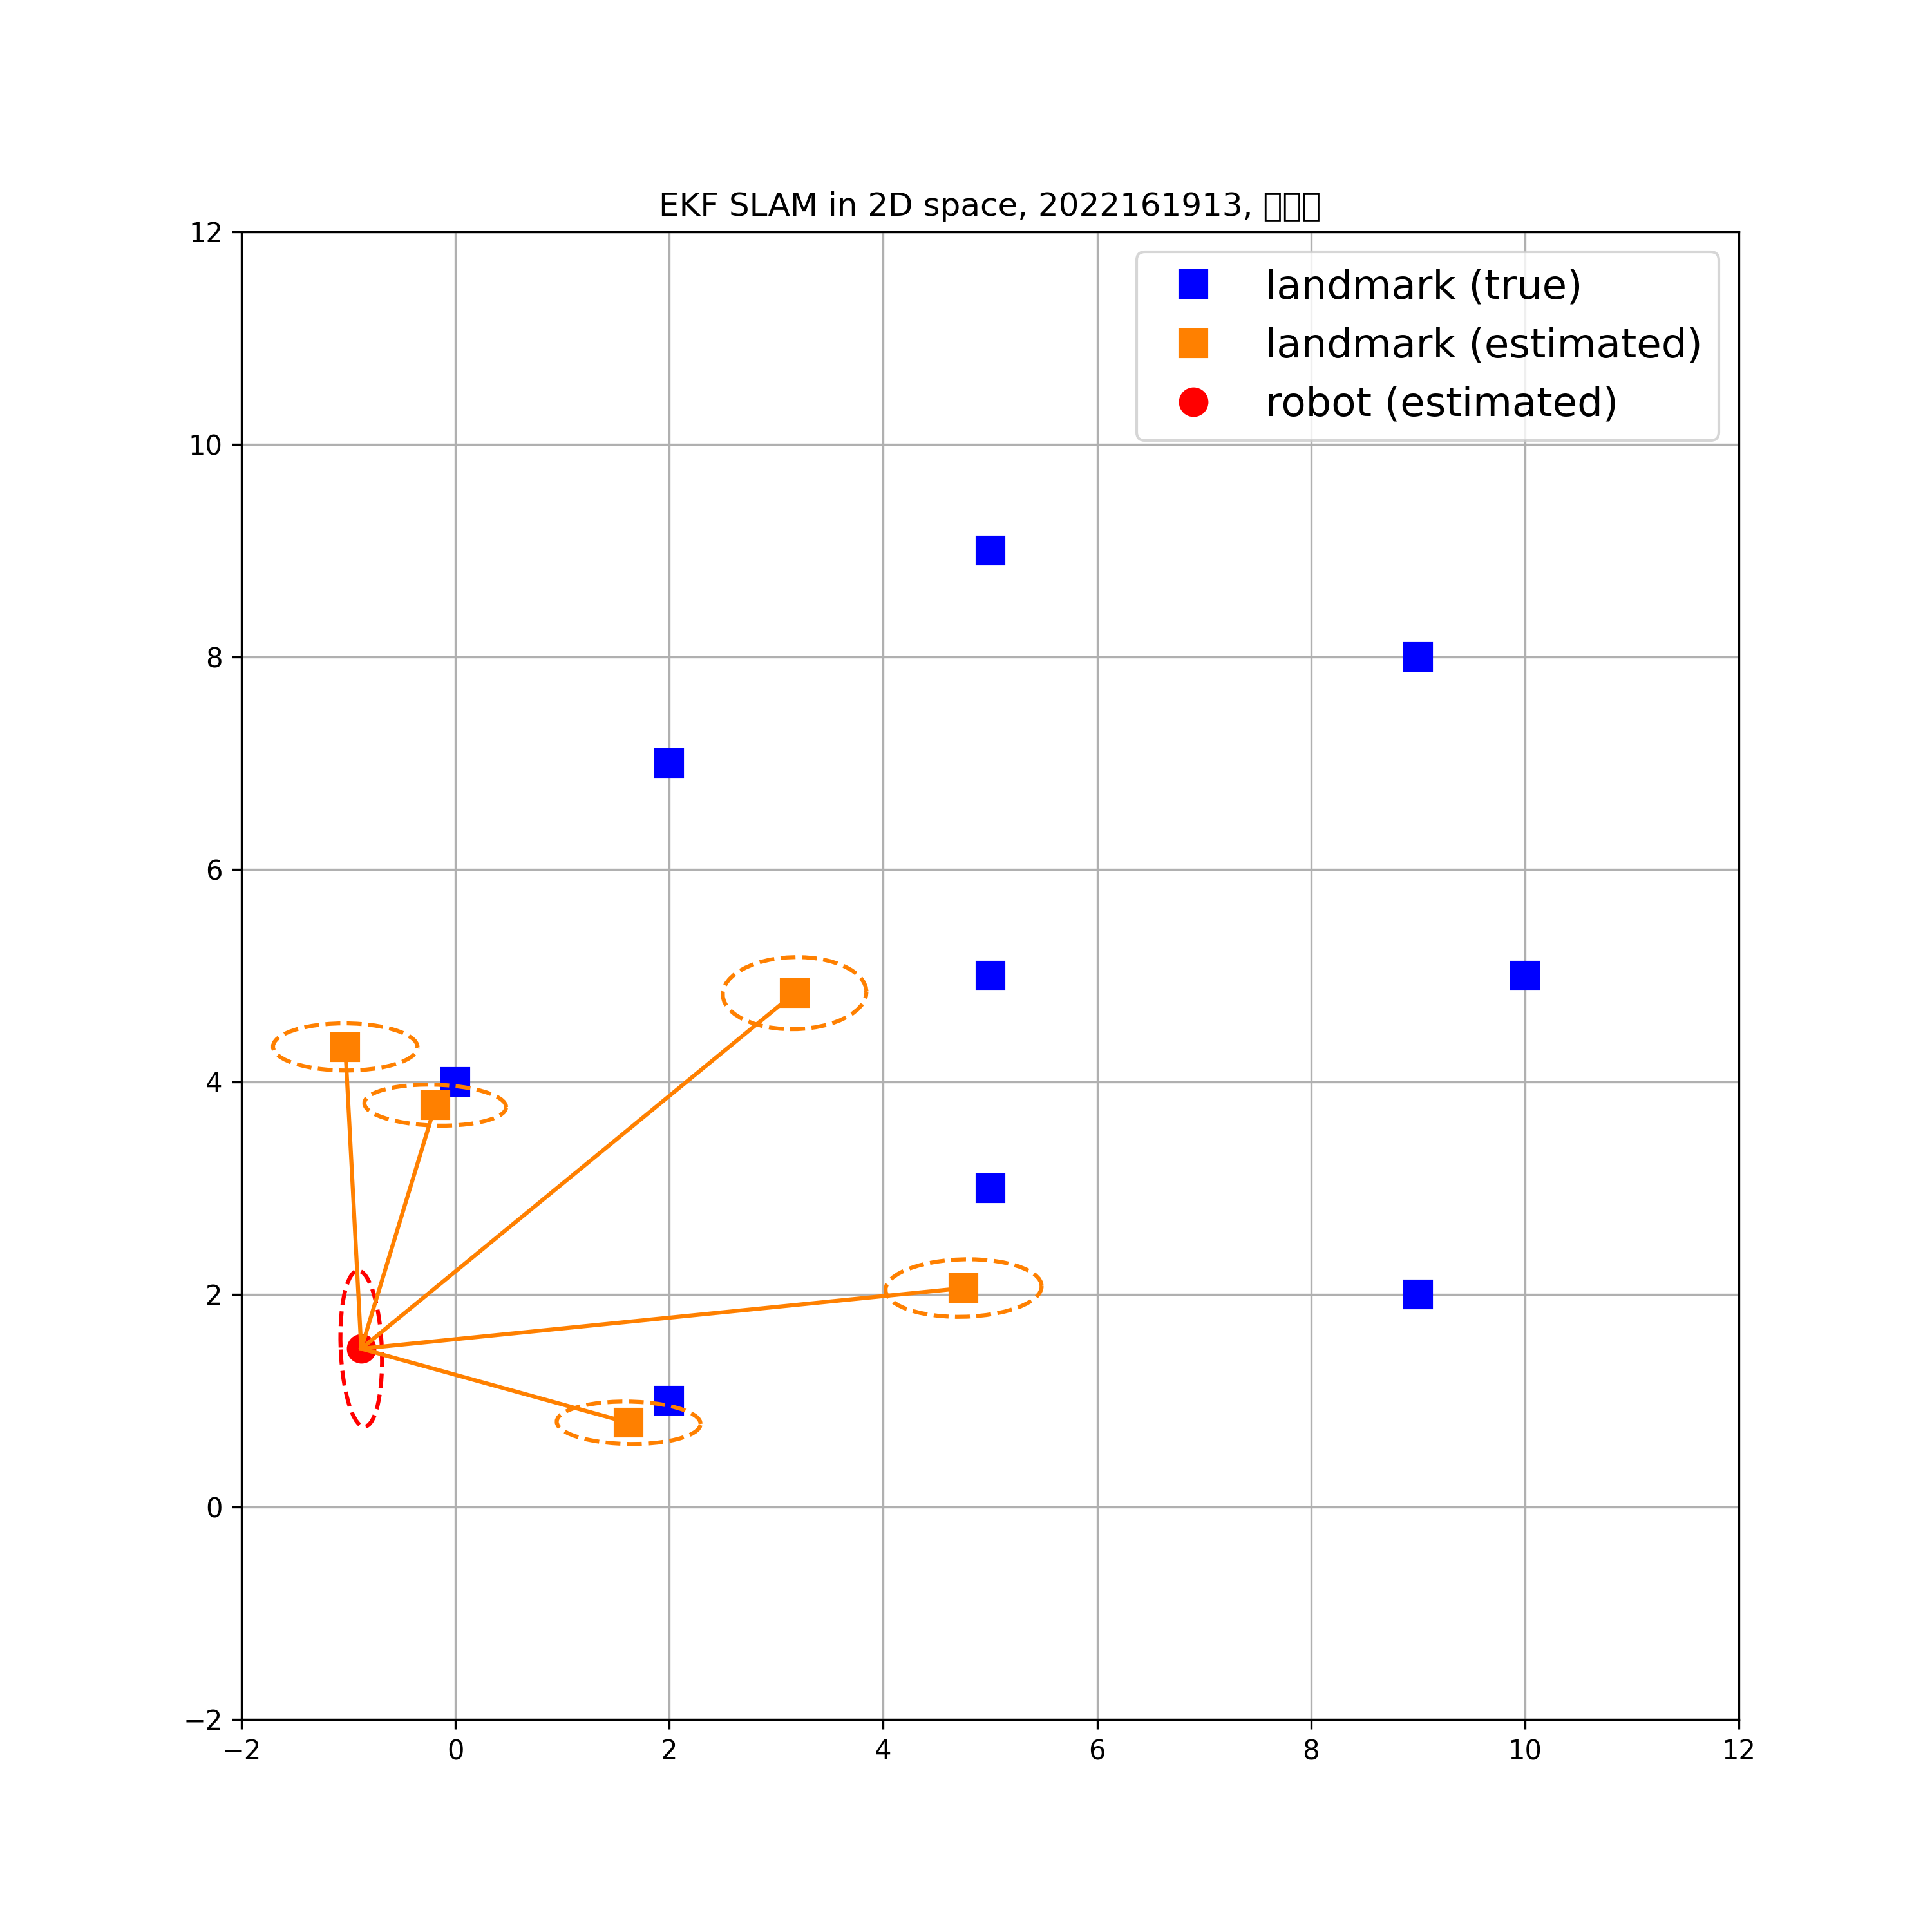 EKF SLAM in 2D space, 2022161913,
landmark (true)
landmark (estimated)
robot (estimated)
12
10
8
6
4
2
0
−2
−2 0 2 4 6 8 10 12